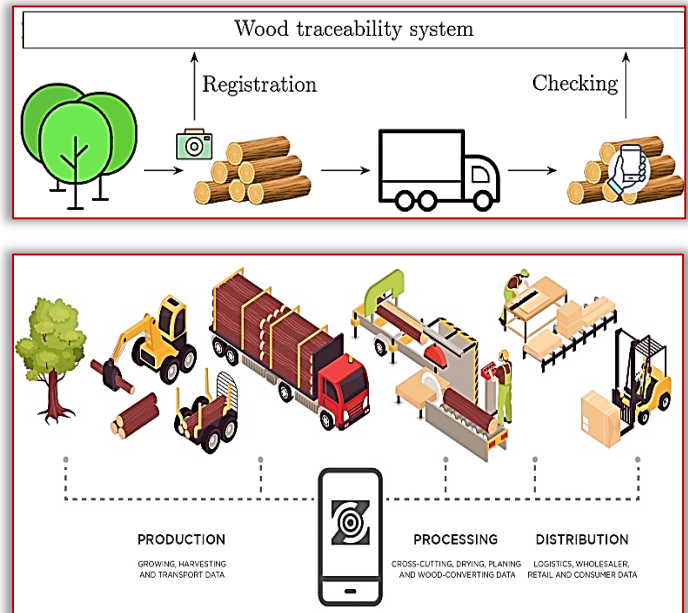 Wood traceability system
Registration
Checking
PRODUCTION
GROWING, HARVESTING
AND TRANSPORT DATA
PROCESSING
CROSS-CUTTING, DRYING, PLANING
AND WOOD-CONVERTING DATA
DISTRIBUTION
LOGISTICS, WHOLESALER,
RETAIL AND CONSUMER DATA